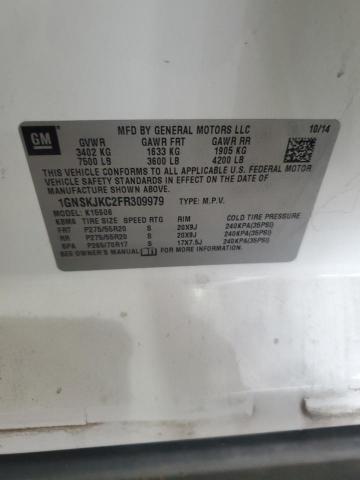 GM
MFD BY GENERAL MOTORS LLC 10/14
GVWR GAWR FRT GAWR RR
3402 KG 1633 KG 1905 KG
7500 LB 3600 LB 4200 LB
THIS VEHICLE CONFORMS TO ALL APPLICABLE U.S. FEDERAL MOTOR
VEHICLE SAFETY AND THEFT PREVENTION STANDARDS IN EFFECT ON
THE DATE OF MANUFACTURE SHOWN ABOVE.
1GNSKJKC2FR309979 TYPE: M.P.V.
MODEL: K15506
TIRE SIZE SPEED RTG RIM COLD TIRE PRESSURE
FRT P275/55R20 S 20X9J 240KPA(35PSI)
RR P275/55R20 S 20X9J 240KPA(35PSI)
SPA P265/70R17 S 17X7.5J 240KPA(35PSI)
SEE OWNER'S MANUAL FOR MORE INFORMATION.